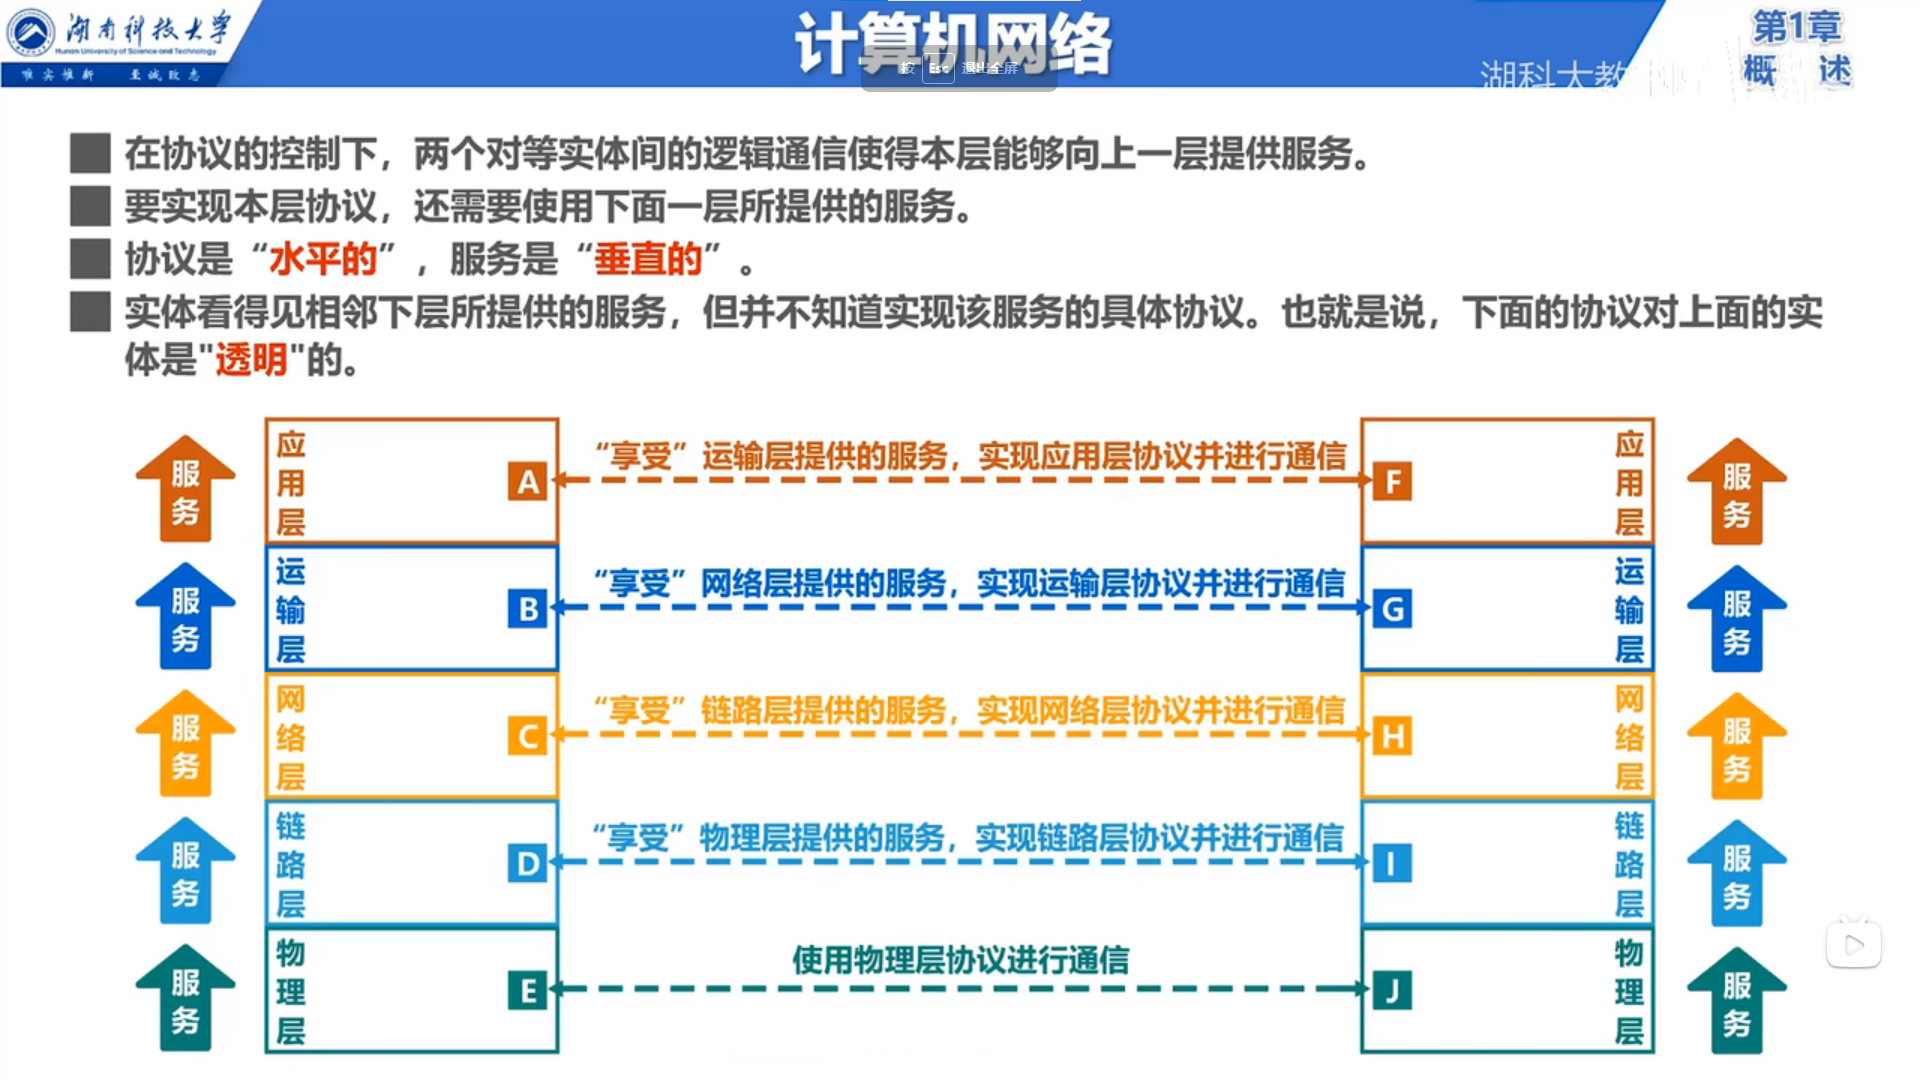 湖南科技大学
Hunan University of Science and Technology
唯实惟新 至诚致志
计算机网络
第1章
概 述
按 Esc 退出全屏
湖科大教
■ 在协议的控制下，两个对等实体间的逻辑通信使得本层能够向上一层提供服务。
■ 要实现本层协议，还需要使用下面一层所提供的服务。
■ 协议是“水平的”，服务是“垂直的”。
■ 实体看得见相邻下层所提供的服务，但并不知道实现该服务的具体协议。也就是说，下面的协议对上面的实
体是"透明"的。
服务 应用层 A “享受”运输层提供的服务，实现应用层协议并进行通信 F 应用层 服务
服务 运输层 B “享受”网络层提供的服务，实现运输层协议并进行通信 G 运输层 服务
服务 网络层 C “享受”链路层提供的服务，实现网络层协议并进行通信 H 网络层 服务
服务 链路层 D “享受”物理层提供的服务，实现链路层协议并进行通信 I 链路层 服务
服务 物理层 E 使用物理层协议进行通信 J 物理层 服务